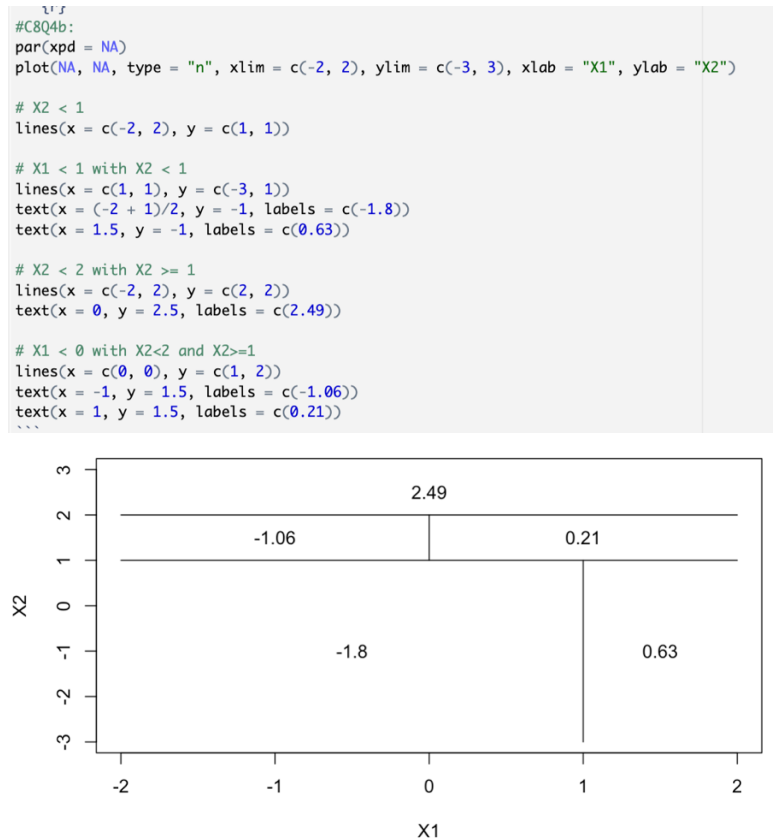 {r}
#C8Q4b:
par(xpd = NA)
plot(NA, NA, type = "n", xlim = c(-2, 2), ylim = c(-3, 3), xlab = "X1", ylab = "X2")
# X2 < 1
lines(x = c(-2, 2), y = c(1, 1))
# X1 < 1 with X2 < 1
lines(x = c(1, 1), y = c(-3, 1))
text(x = (-2 + 1)/2, y = -1, labels = c(-1.8))
text(x = 1.5, y = -1, labels = c(0.63))
# X2 < 2 with X2 >= 1
lines(x = c(-2, 2), y = c(2, 2))
text(x = 0, y = 2.5, labels = c(2.49))
# X1 < 0 with X2<2 and X2>=1
lines(x = c(0, 0), y = c(1, 2))
text(x = -1, y = 1.5, labels = c(-1.06))
text(x = 1, y = 1.5, labels = c(0.21))
```
3
2.49
2
-1.06 0.21
1
X2
0
-1
-1.8 0.63
-2
-3
-2 -1 0 1 2
X1